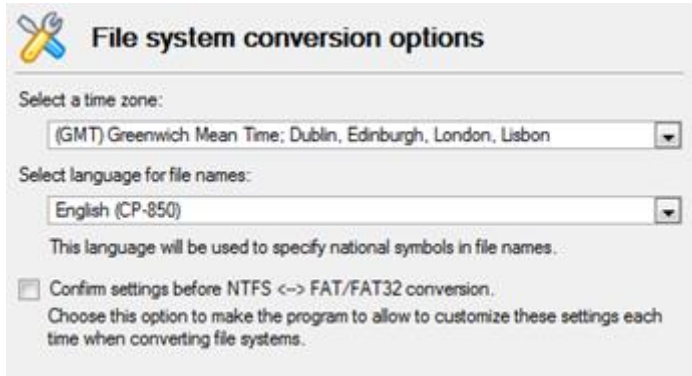 File system conversion options
Select a time zone:
(GMT) Greenwich Mean Time; Dublin, Edinburgh, London, Lisbon
Select language for file names:
English (CP-850)
This language will be used to specify national symbols in file names.
Confirm settings before NTFS <--> FAT/FAT32 conversion.
Choose this option to make the program to allow to customize these settings each
time when converting file systems.